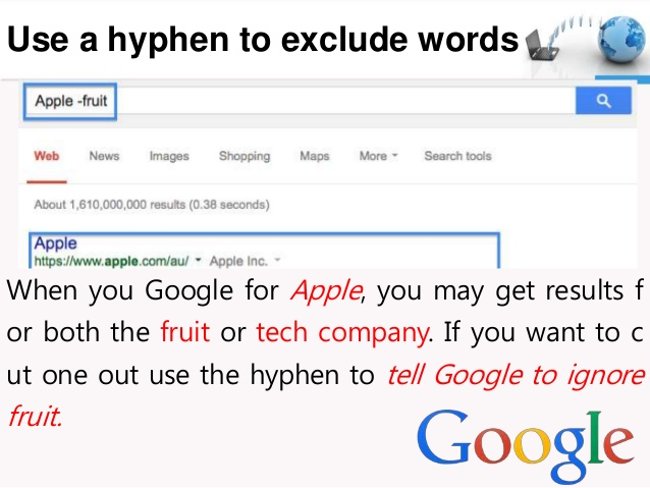 Use a hyphen to exclude words
Apple -fruit
Web News Images Shopping Maps More Search tools
About 1,610,000,000 results (0.38 seconds)
Apple
https://www.apple.com/au/ Apple Inc.
When you Google for Apple, you may get results f
or both the fruit or tech company. If you want to c
ut one out use the hyphen to tell Google to ignore
fruit.
Google